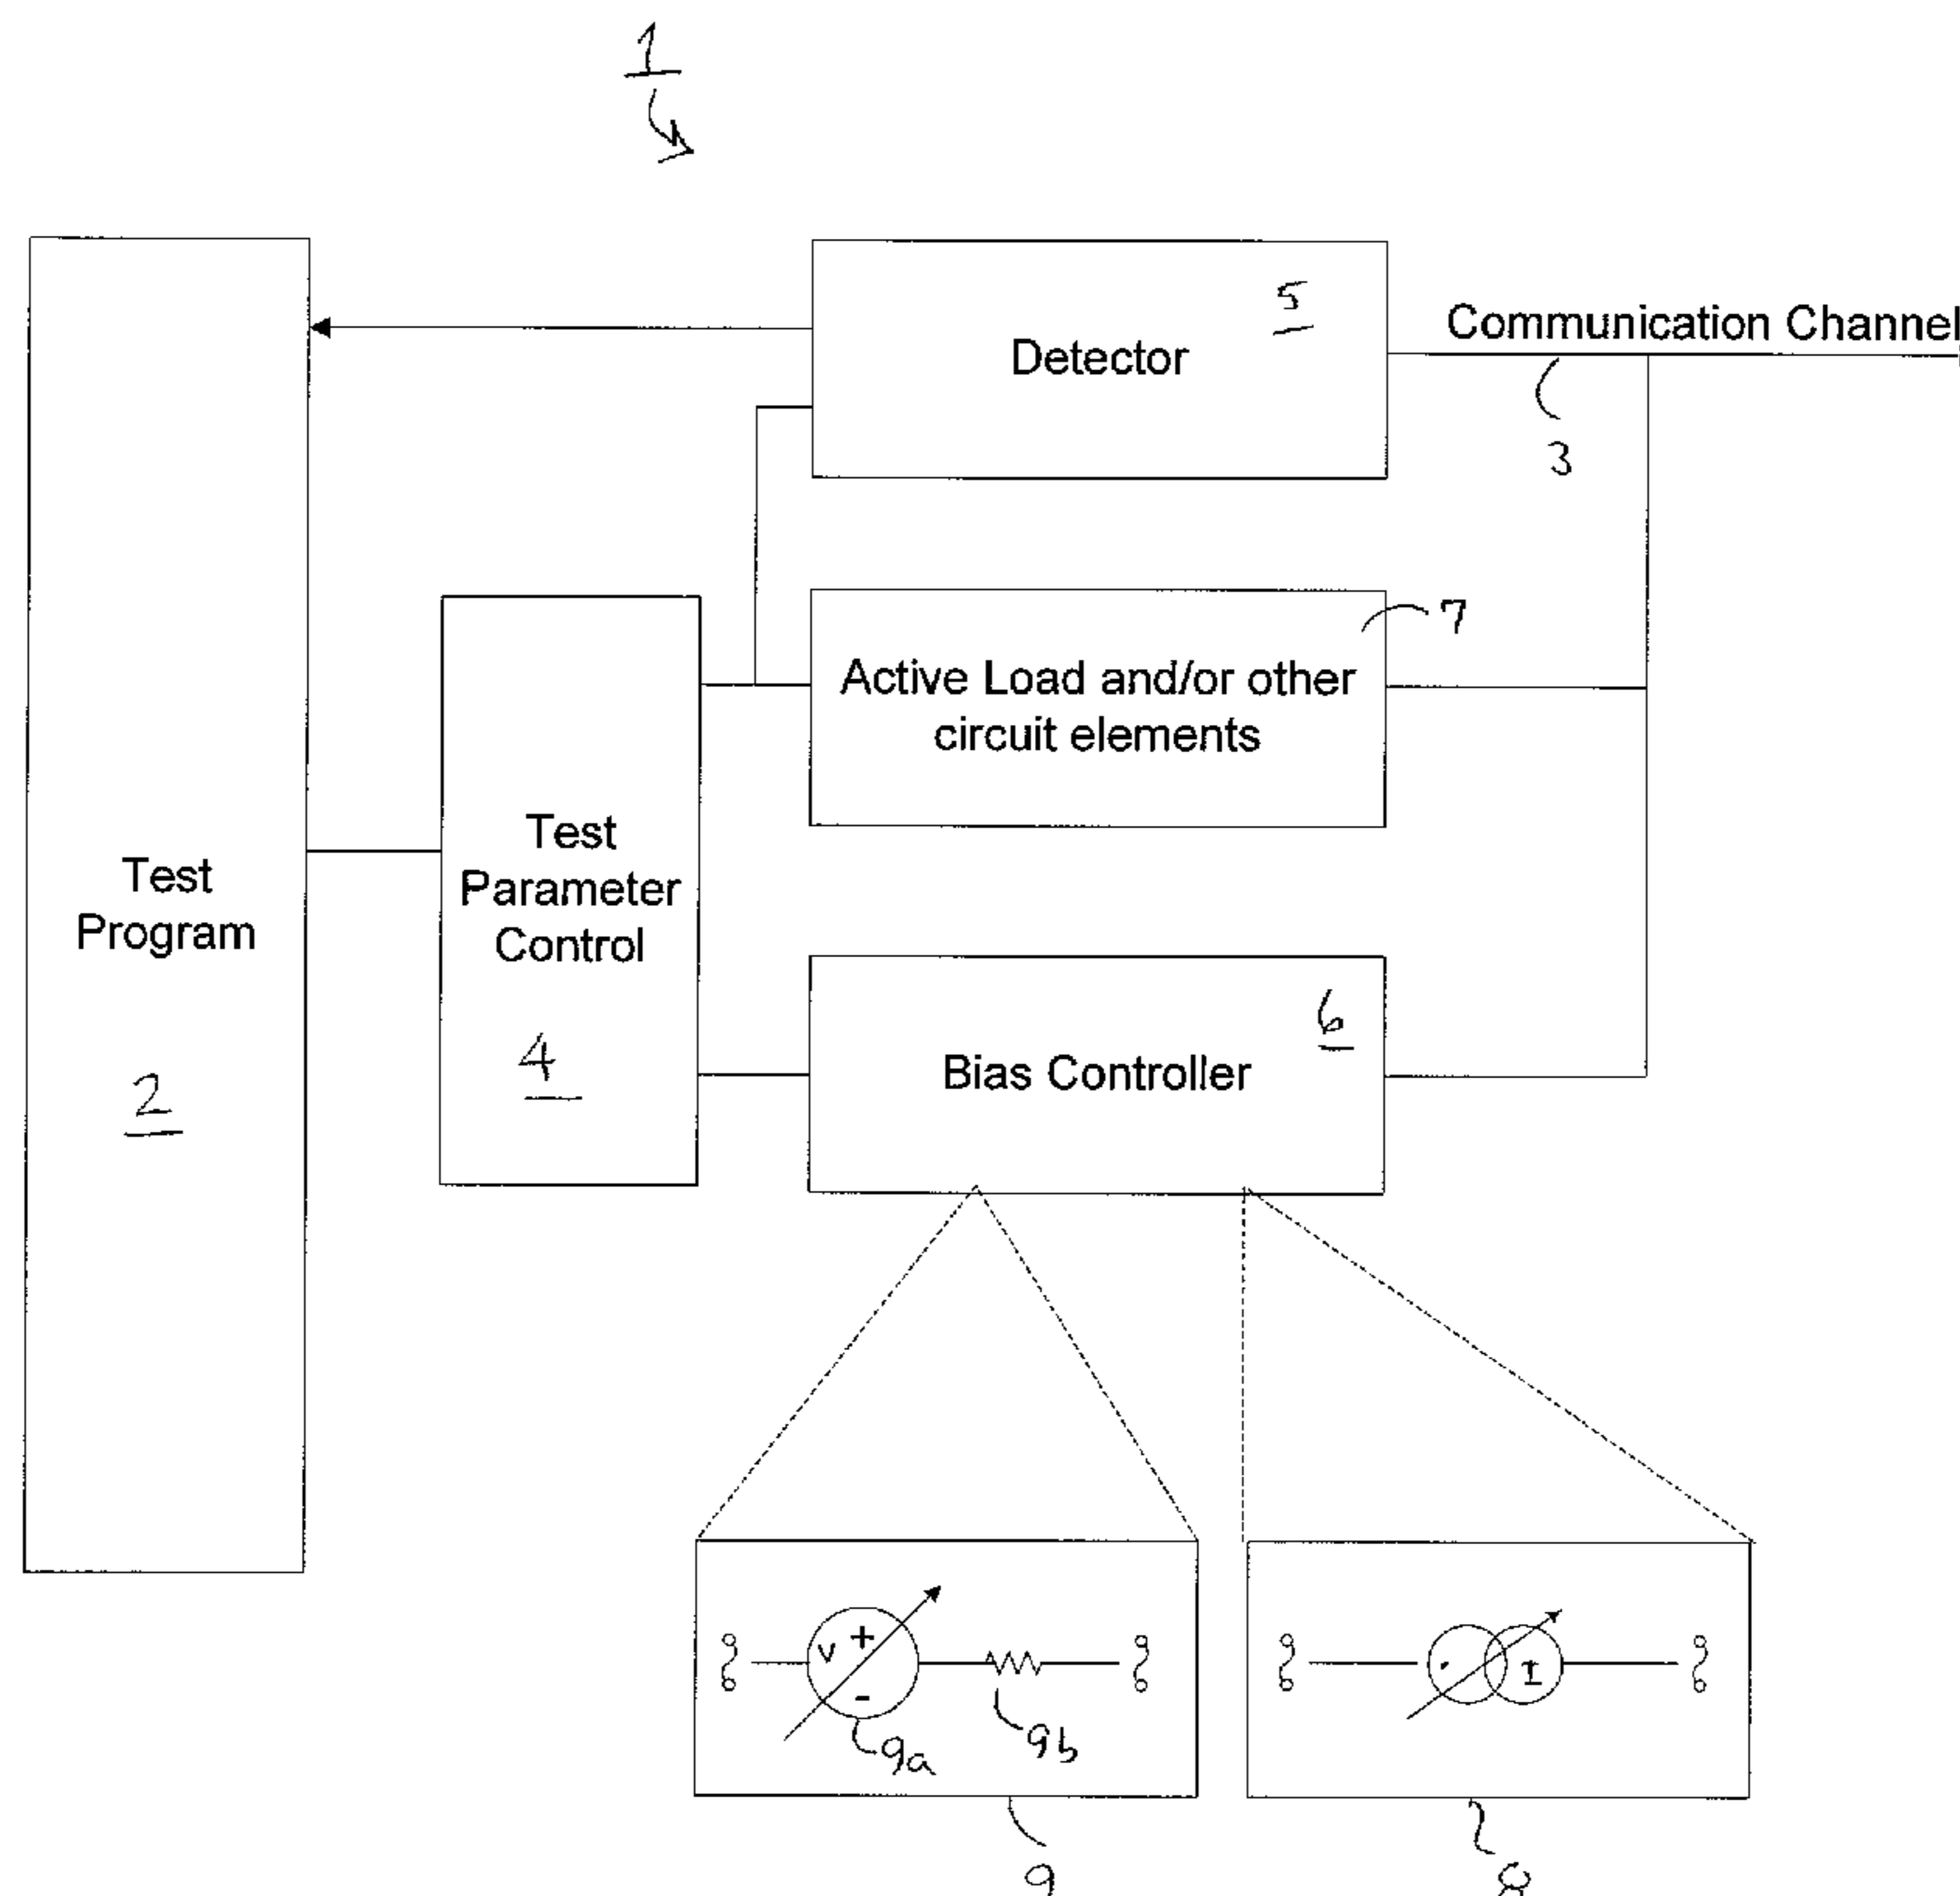 1
5
Communication Channel
Detector
3
7
Active Load and/or other
circuit elements
Test
Parameter
Control
4
Test
Program
2
6
Bias Controller
V + -
9a
9b
I
9
8